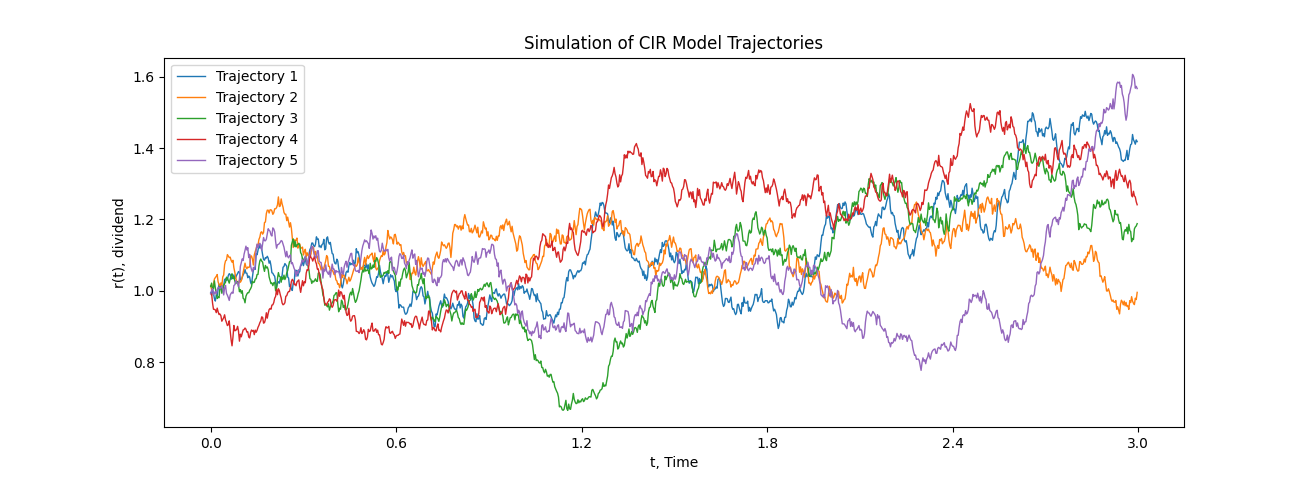 Simulation of CIR Model Trajectories
Trajectory 1
Trajectory 2
Trajectory 3
Trajectory 4
Trajectory 5
r(t), dividend
1.6
1.4
1.2
1.0
0.8
0.0 0.6 1.2 1.8 2.4 3.0
t, Time